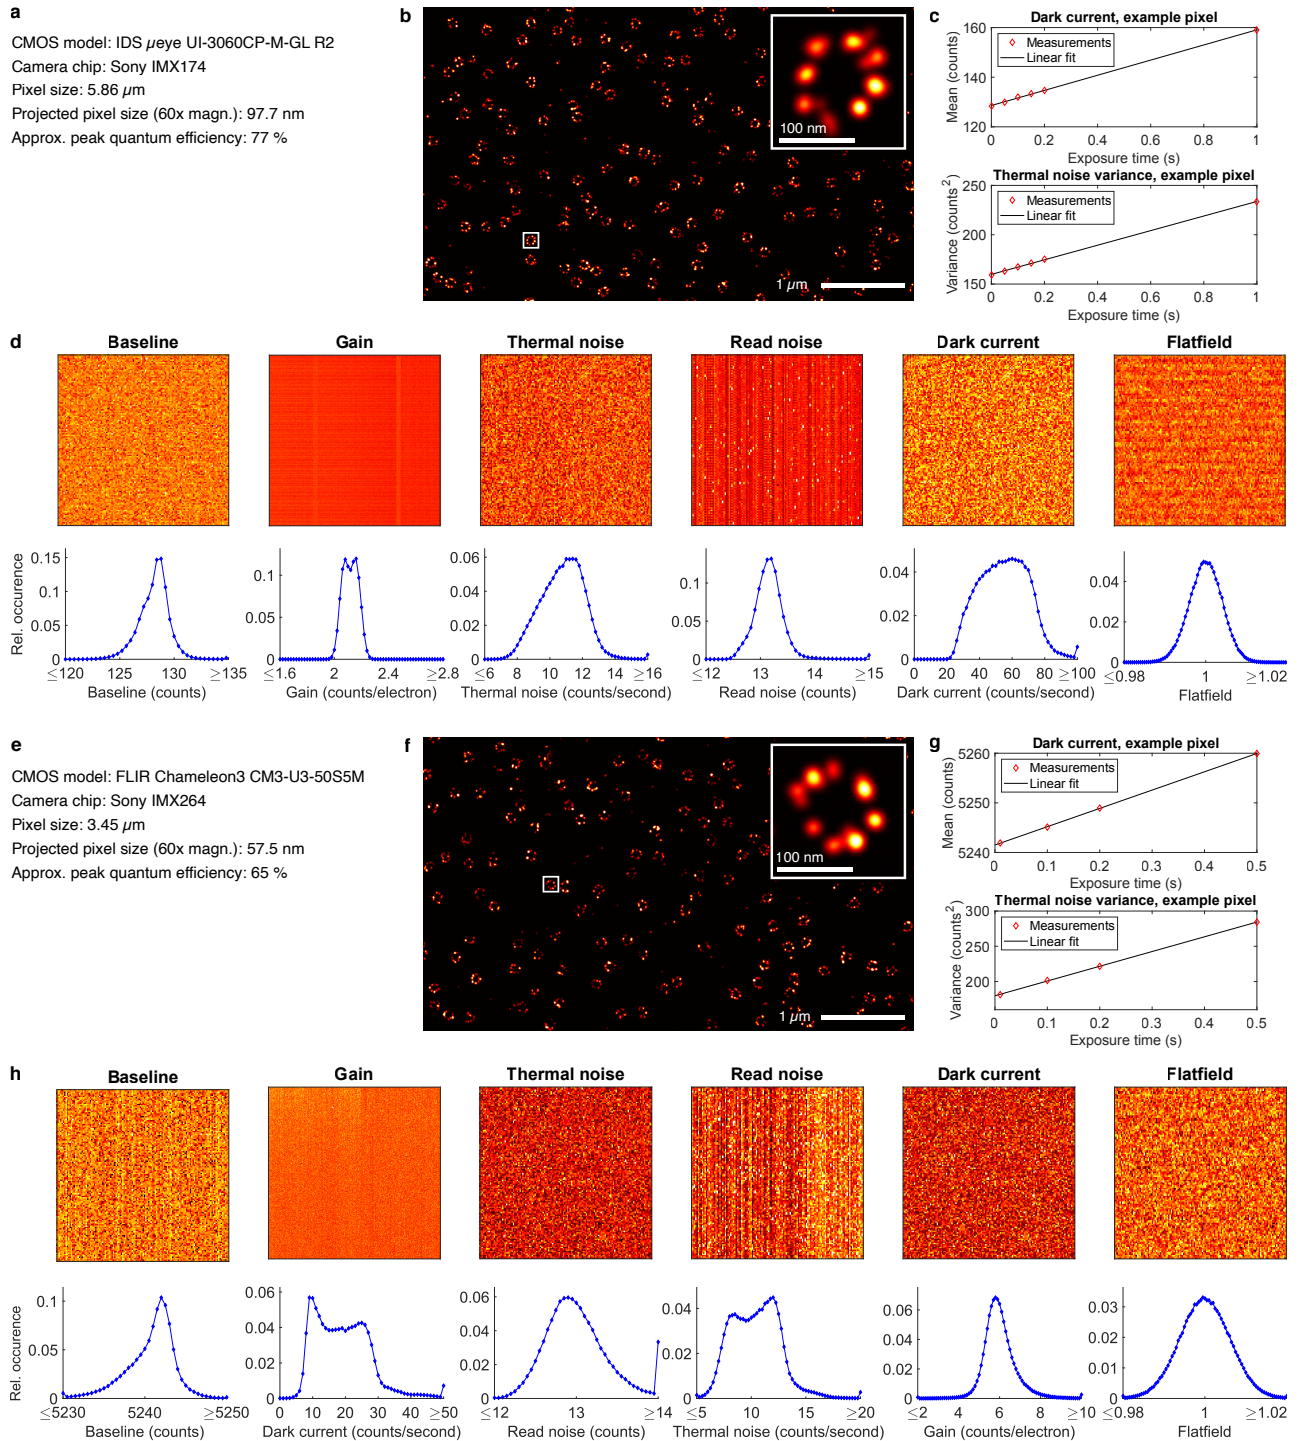 a
CMOS model: IDS µeye UI-3060CP-M-GL R2
Camera chip: Sony IMX174
Pixel size: 5.86 µm
Projected pixel size (60x magn.): 97.7 nm
Approx. peak quantum efficiency: 77 %
b
100 nm
1 µm
c
Dark current, example pixel
Mean (counts)
160
140
120
Measurements
Linear fit
0 0.2 0.4 0.6 0.8 1
Exposure time (s)
Thermal noise variance, example pixel
Variance (counts²)
250
200
150
Measurements
Linear fit
0 0.2 0.4 0.6 0.8 1
Exposure time (s)
d
Baseline Gain Thermal noise Read noise Dark current Flatfield
Rel. occurence
0.15
0.1
0.05
0
≤120 125 130 ≥135
Baseline (counts)
0.1
0.05
0
≤1.6 2 2.4 ≥2.8
Gain (counts/electron)
0.06
0.04
0.02
0
≤6 8 10 12 14 ≥16
Thermal noise (counts/second)
0.1
0.05
0
≤12 13 14 ≥15
Read noise (counts)
0.04
0.02
0
0 20 40 60 80 ≥100
Dark current (counts/second)
0.04
0.02
0
≤0.98 1 ≥1.02
Flatfield
e
CMOS model: FLIR Chameleon3 CM3-U3-50S5M
Camera chip: Sony IMX264
Pixel size: 3.45 µm
Projected pixel size (60x magn.): 57.5 nm
Approx. peak quantum efficiency: 65 %
f
100 nm
1 µm
g
Dark current, example pixel
Mean (counts)
5260
5250
5240
Measurements
Linear fit
0 0.1 0.2 0.3 0.4 0.5
Exposure time (s)
Thermal noise variance, example pixel
Variance (counts²)
300
250
200
Measurements
Linear fit
0 0.1 0.2 0.3 0.4 0.5
Exposure time (s)
h
Baseline Gain Thermal noise Read noise Dark current Flatfield
Rel. occurence
0.1
0.05
0
≤5230 5240 ≥5250
Baseline (counts)
0.06
0.04
0.02
0
0 10 20 30 40 ≥50
Dark current (counts/second)
0.06
0.04
0.02
0
≤12 13 ≥14
Read noise (counts)
0.04
0.02
0
≤5 10 15 ≥20
Thermal noise (counts/second)
0.06
0.04
0.02
0
≤2 4 6 8 ≥10
Gain (counts/electron)
0.03
0.02
0.01
0
≤0.98 1 ≥1.02
Flatfield